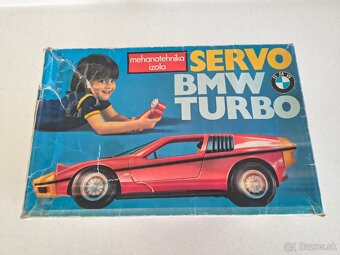 mehanotehnika
izola
SERVO
BMW
TURBO
BMW
bazos.sk